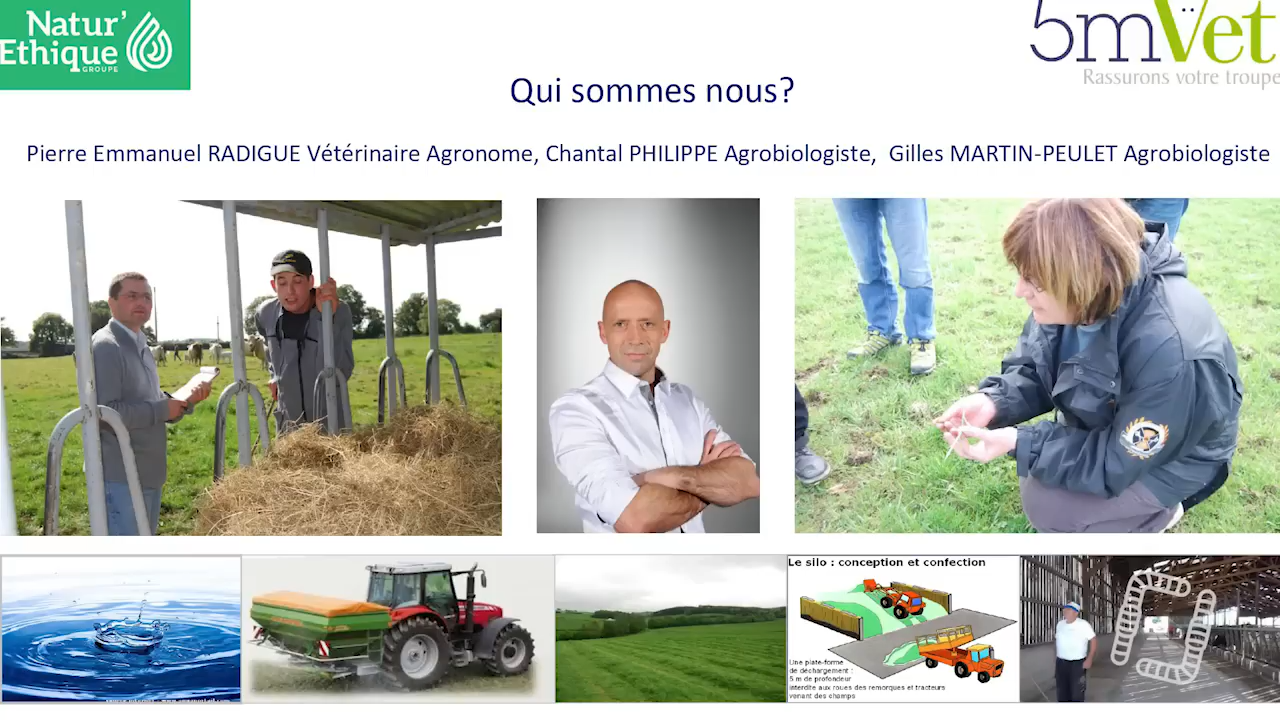 Natur'
Ethique
GROUPE
5mVet
Rassurons votre troupe
Qui sommes nous?
Pierre Emmanuel RADIGUE Vétérinaire Agronome, Chantal PHILIPPE Agrobiologiste, Gilles MARTIN-PEULET Agrobiologiste
Le silo : conception et confection
Une plate-forme
de déchargement :
5 m de profondeur
interdite aux roues des remorques et tracteurs
venant des champs